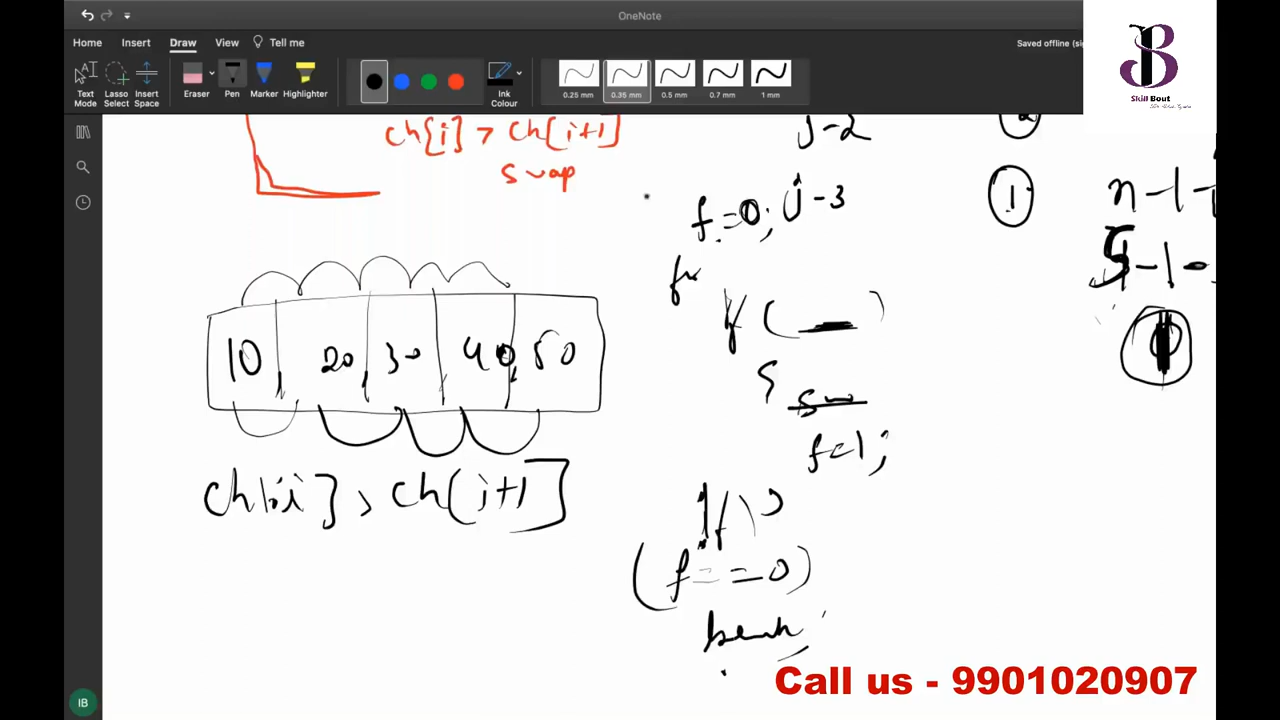 OneNote
Home Insert Draw View Tell me
Saved offline
Text Mode
Lasso Select
Insert Space
Eraser
Pen
Marker
Highlighter
Ink Colour
0.25 mm
0.35 mm
0.5 mm
0.7 mm
1 mm
Skill Bout
ch[i] > ch[i+1]
swap
j-2
f=0; j-3
1
n-1-
5-1-
if (
10 20 30 40 50
f=1;
ch[i] > ch[i+1]
if
(f==0)
break
IB
Call us - 9901020907